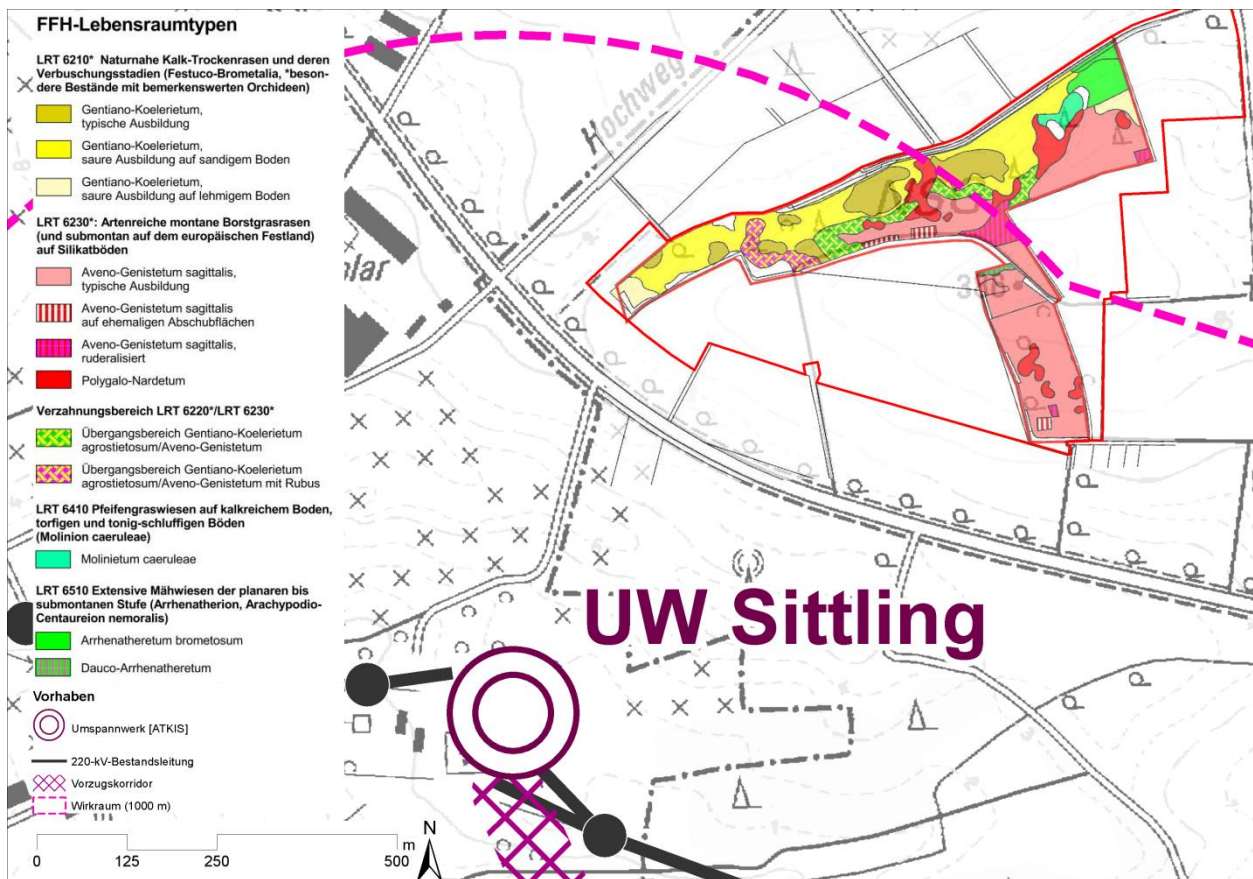 FFH-Lebensraumtypen
LRT 6210* Naturnahe Kalk-Trockenrasen und deren
Verbuschungsstadien (Festuco-Brometalia, *beson-
dere Bestände mit bemerkenswerten Orchideen)
Gentiano-Koelerietum,
typische Ausbildung
Gentiano-Koelerietum,
saure Ausbildung auf sandigem Boden
Gentiano-Koelerietum,
saure Ausbildung auf lehmigem Boden
LRT 6230*: Artenreiche montane Borstgrasrasen
(und submontan auf dem europäischen Festland)
auf Silikatböden
Aveno-Genistetum sagittalis,
typische Ausbildung
Aveno-Genistetum sagittalis
auf ehemaligen Abschubflächen
Aveno-Genistetum sagittalis,
ruderalisiert
Polygalo-Nardetum
Verzahnungsbereich LRT 6220*/LRT 6230*
Übergangsbereich Gentiano-Koelerietum
agrostietosum/Aveno-Genistetum
Übergangsbereich Gentiano-Koelerietum
agrostietosum/Aveno-Genistetum mit Rubus
LRT 6410 Pfeifengraswiesen auf kalkreichem Boden,
torfigen und tonig-schluffigen Böden
(Molinion caeruleae)
Molinietum caeruleae
LRT 6510 Extensive Mähwiesen der planaren bis
submontanen Stufe (Arrhenatherion, Arachypodio-
Centaureion nemoralis)
Arrhenatheretum brometosum
Dauco-Arrhenatheretum
Vorhaben
Umspannwerk [ATKIS]
220-kV-Bestandsleitung
Vorzugskorridor
Wirkraum (1000 m)
0 125 250 500 m
N
Hochweg
UW Sittling